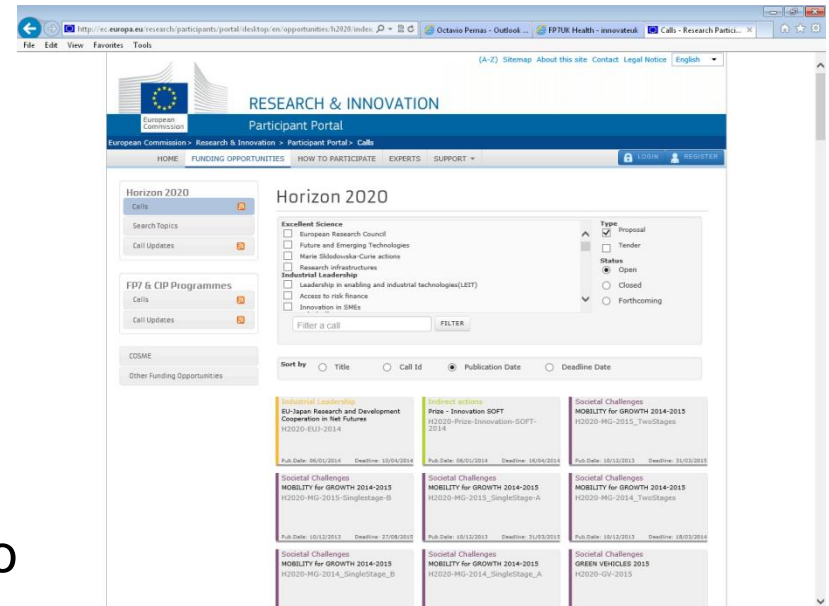 http://ec.europa.eu/research/participants/portal/desktop/en/opportunities/h2020/index.
Octavio Pernas - Outlook ...
FP7UK Health - innovateuk
Calls - Research Partici...
File Edit View Favorites Tools
(A-Z) Sitemap About this site Contact Legal Notice English
RESEARCH & INNOVATION
European
Commission
Participant Portal
European Commission > Research & Innovation > Participant Portal > Calls
HOME FUNDING OPPORTUNITIES HOW TO PARTICIPATE EXPERTS SUPPORT
LOGIN REGISTER
Horizon 2020
Calls
Search Topics
Call Updates
FP7 & CIP Programmes
Calls
Call Updates
COSME
Other Funding Opportunities
Horizon 2020
Excellent Science
European Research Council
Future and Emerging Technologies
Marie Sklodowska-Curie actions
Research infrastructures
Industrial Leadership
Leadership in enabling and industrial technologies(LEIT)
Access to risk finance
Innovation in SMEs
Type
Proposal
Tender
Status
Open
Closed
Forthcoming
Filter a call FILTER
Sort by Title Call Id Publication Date Deadline Date
Industrial Leadership
EU-Japan Research and Development
Cooperation in Net Futures
H2020-EUJ-2014
Pub.Date: 06/01/2014 Deadline: 10/04/2014
Indirect actions
Prize - Innovation SOFT
H2020-Prize-Innovation-SOFT-
2014
Pub.Date: 06/01/2014 Deadline: 16/04/2014
Societal Challenges
MOBILITY for GROWTH 2014-2015
H2020-MG-2015_TwoStages
Pub.Date: 10/12/2013 Deadline: 31/03/2015
Societal Challenges
MOBILITY for GROWTH 2014-2015
H2020-MG-2015-Singlestage-B
Pub.Date: 10/12/2013 Deadline: 27/08/2015
Societal Challenges
MOBILITY for GROWTH 2014-2015
H2020-MG-2015_SingleStage-A
Pub.Date: 10/12/2013 Deadline: 31/03/2015
Societal Challenges
MOBILITY for GROWTH 2014-2015
H2020-MG-2014_TwoStages
Pub.Date: 10/12/2013 Deadline: 18/03/2014
Societal Challenges
MOBILITY for GROWTH 2014-2015
H2020-MG-2014_SingleStage_B
Societal Challenges
MOBILITY for GROWTH 2014-2015
H2020-MG-2014_SingleStage_A
Societal Challenges
GREEN VEHICLES 2015
H2020-GV-2015
o